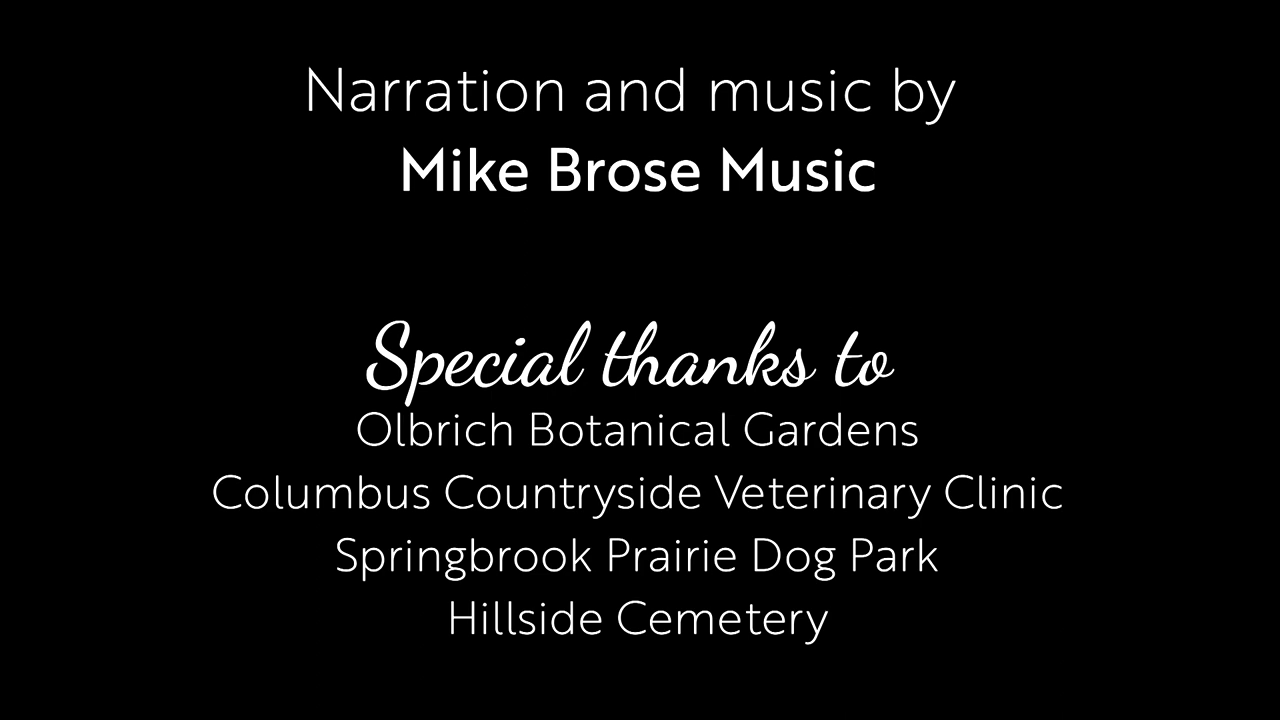 Narration and music by
Mike Brose Music
Special thanks to
Olbrich Botanical Gardens
Columbus Countryside Veterinary Clinic
Springbrook Prairie Dog Park
Hillside Cemetery